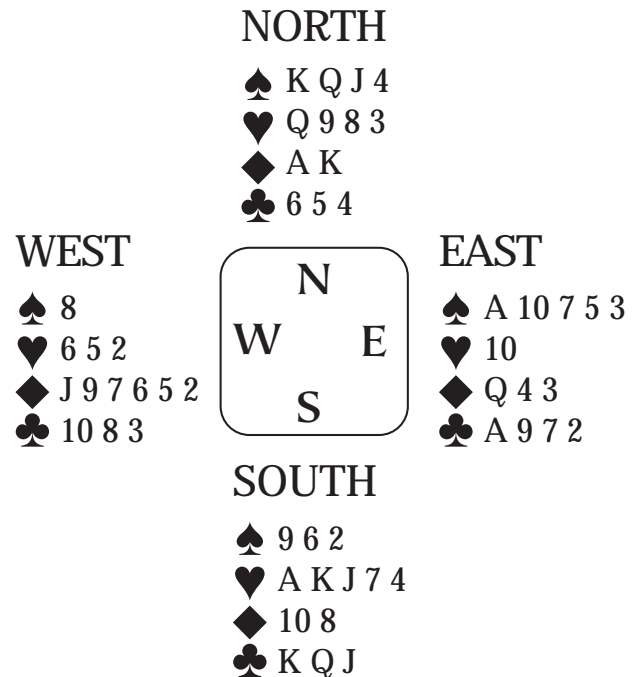 NORTH
♠ K Q J 4
♥ Q 9 8 3
♦ A K
♣ 6 5 4
WEST
♠ 8
♥ 6 5 2
♦ J 9 7 6 5 2
♣ 10 8 3
N
W E
S
EAST
♠ A 10 7 5 3
♥ 10
♦ Q 4 3
♣ A 9 7 2
SOUTH
♠ 9 6 2
♥ A K J 7 4
♦ 10 8
♣ K Q J